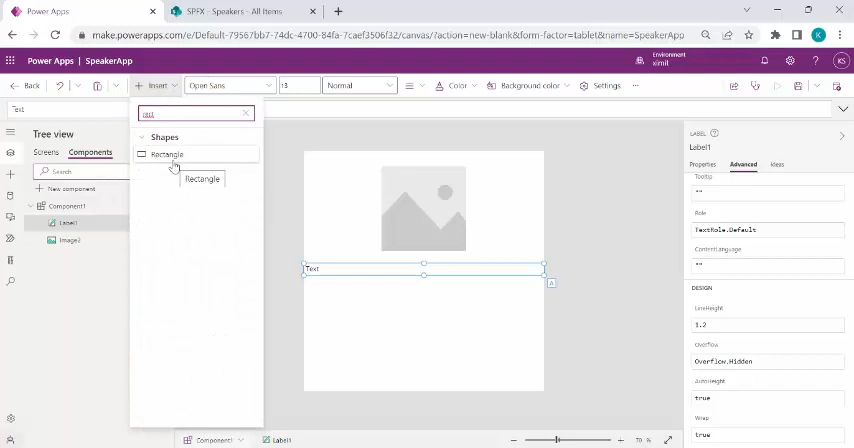 Power Apps
SPFX - Speakers - All Items
make.powerapps.com/e/Default-79567bb7-74dc-4700-84fa-7caef3506f32/canvas/?action=new-blank&form-factor=tablet&name=SpeakerApp
Power Apps | SpeakerApp
Environment
ximit
KS
Back
Insert
Open Sans
13
Normal
Color
Background color
Settings
Text
Tree view
Screens
Components
Search
New component
Component1
Label1
Image2
rect
Shapes
Rectangle
Rectangle
Text
A
LABEL
Label1
Properties
Advanced
Ideas
Tooltip
""
Role
TextRole.Default
ContentLanguage
""
DESIGN
LineHeight
1.2
Overflow
Overflow.Hidden
AutoHeight
true
Wrap
true
Component1
Label1
70 %